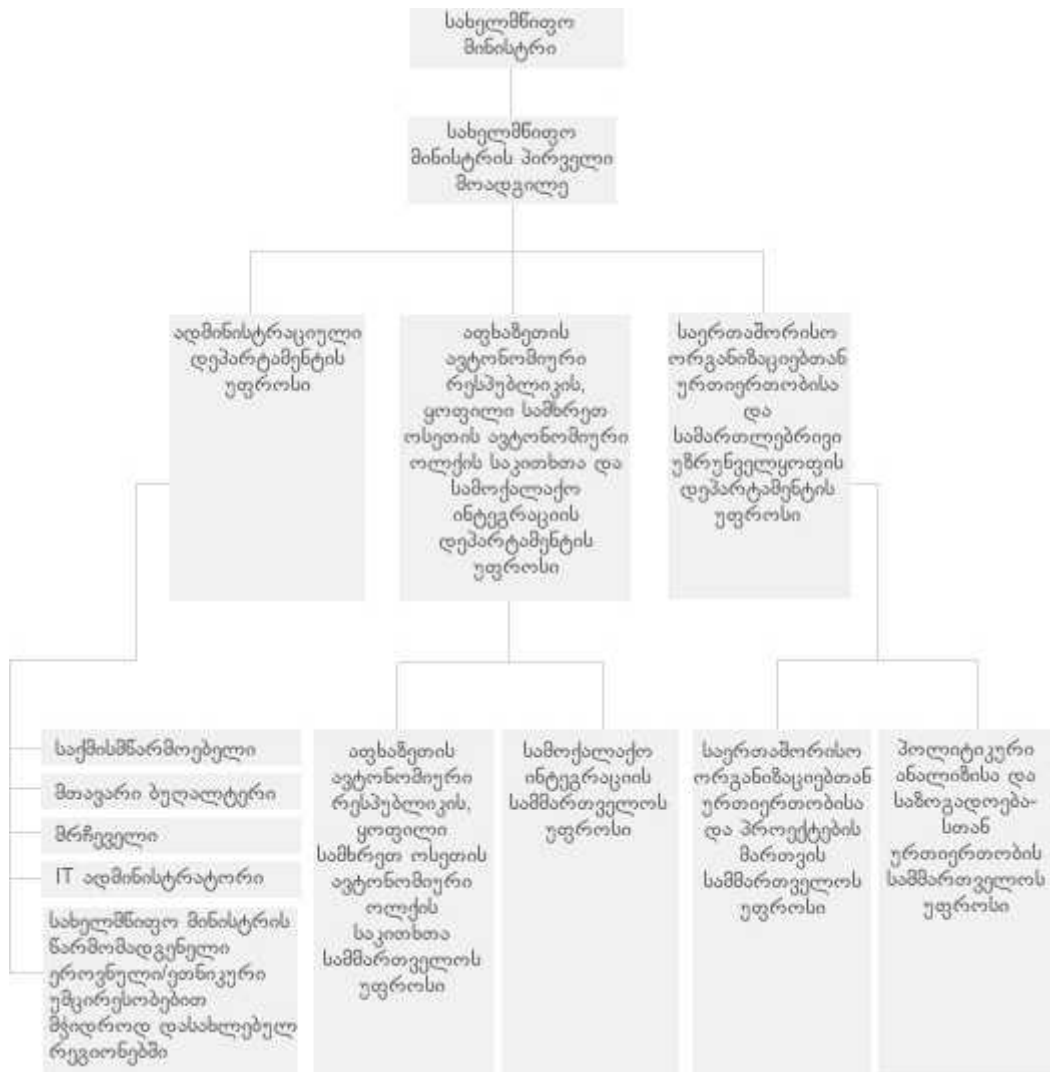 სახელმწიფო
მინისტრი
სახელმწიფო
მინისტრის პირველი
მოადგილე
ადმინისტრაციული
დეპარტამენტის
უფროსი
აფხაზეთის
ავტონომიური
რესპუბლიკის,
ყოფილი სამხრეთ
ოსეთის ავტონომიური
ოლქის საკითხთა და
სამოქალაქო
ინტეგრაციის
დეპარტამენტის
უფროსი
საერთაშორისო
ორგანიზაციებთან
ურთიერთობისა
და
სამართლებრივი
უზრუნველყოფის
დეპარტამენტის
უფროსი
საქმისმწარმოებელი
მთავარი ბუღალტერი
მრჩეველი
IT ადმინისტრატორი
სახელმწიფო მინისტრის
წარმომადგენელი
ეროვნული/ეთნიკური
უმცირესობებით
მჭიდროდ დასახლებულ
რეგიონებში
აფხაზეთის
ავტონომიური
რესპუბლიკის,
ყოფილი
სამხრეთ ოსეთის
ავტონომიური
ოლქის
საკითხთა
სამმართველოს
უფროსი
სამოქალაქო
ინტეგრაციის
სამმართველოს
უფროსი
საერთაშორისო
ორგანიზაციებთან
ურთიერთობისა
და პროექტების
მართვის
სამმართველოს
უფროსი
პოლიტიკური
ანალიზისა და
საზოგადოება-
სთან
ურთიერთობის
სამმართველოს
უფროსი